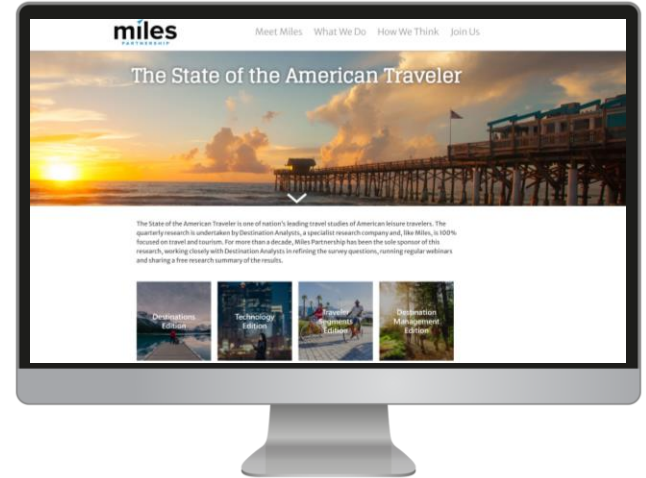 miles
PARTNERSHIP
Meet Miles What We Do How We Think Join Us
The State of the American Traveler
The State of the American Traveler is one of nation's leading travel studies of American leisure travelers. The
quarterly research is undertaken by Destination Analysts, a specialist research company and, like Miles, is 100%
focused on travel and tourism. For more than a decade, Miles Partnership has been the sole sponsor of this
research, working closely with Destination Analysts in refining the survey questions, running regular webinars
and sharing a free research summary of the results.
Destinations
Edition
Technology
Edition
Traveler
Segments
Edition
Destination
Management
Edition